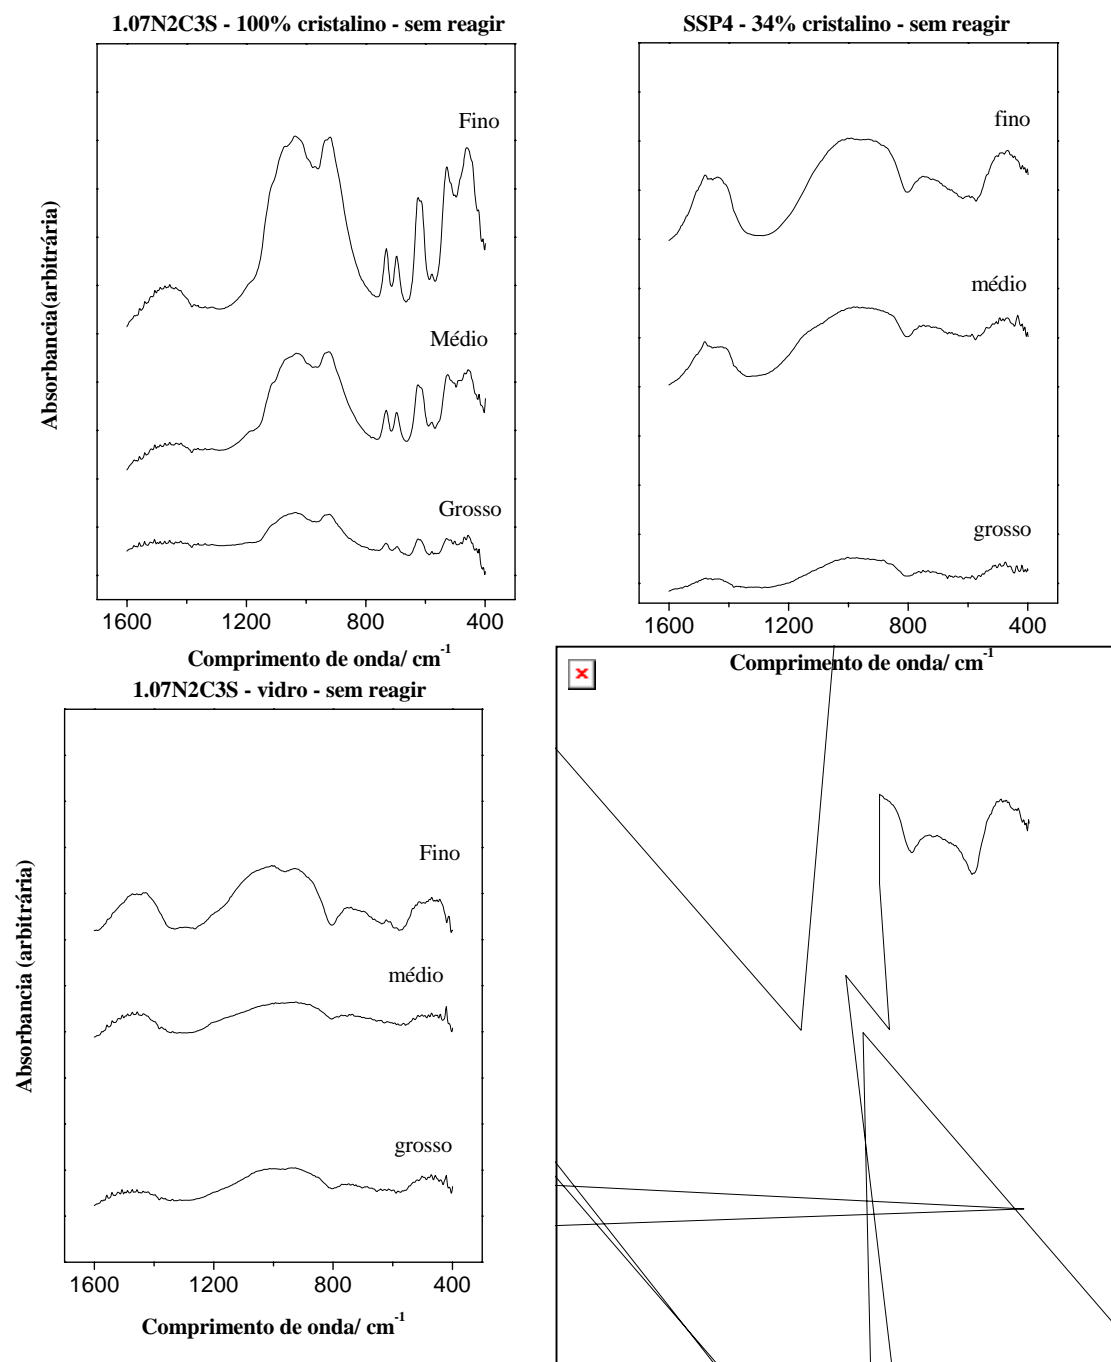 1.07N2C3S - 100% cristalino - sem reagir
Fino
Médio
Grosso
Absorbancia(arbitrária)
1600 1200 800 400
Comprimento de onda/ cm-1
SSP4 - 34% cristalino - sem reagir
fino
médio
grosso
1600 1200 800 400
Comprimento de onda/ cm-1
1.07N2C3S - vidro - sem reagir
Fino
médio
grosso
Absorbancia (arbitrária)
1600 1200 800 400
Comprimento de onda/ cm-1